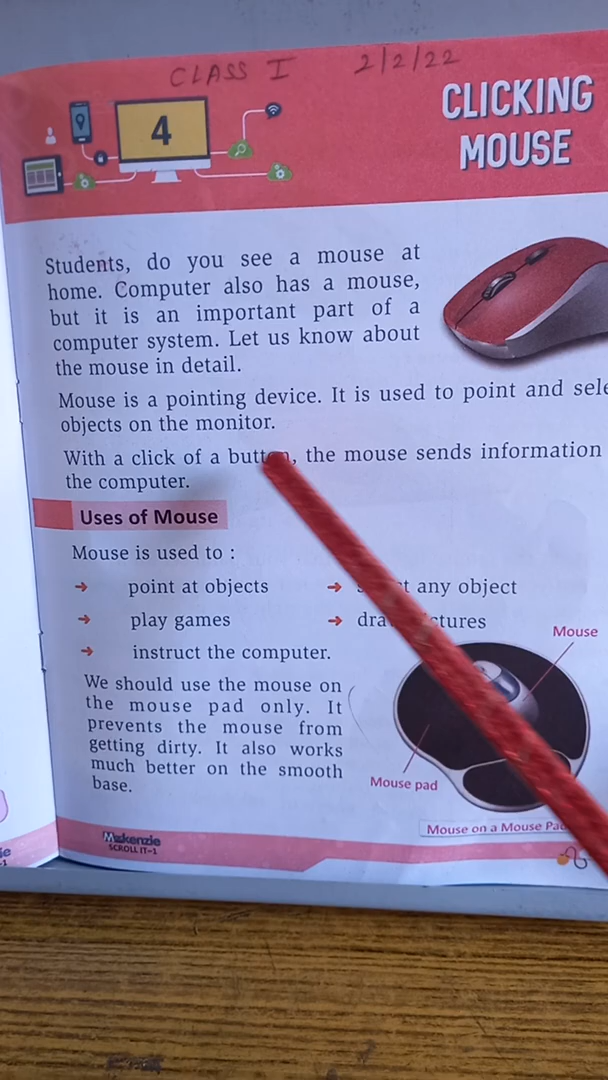 CLASS I 2/2/22
4
CLICKING
MOUSE
Students, do you see a mouse at
home. Computer also has a mouse,
but it is an important part of a
computer system. Let us know about
the mouse in detail.
Mouse is a pointing device. It is used to point and sele
objects on the monitor.
With a click of a button, the mouse sends information
the computer.
Uses of Mouse
Mouse is used to :
→ point at objects → any object
→ play games →
→ instruct the computer.
Mouse
We should use the mouse on
the mouse pad only. It
prevents the mouse from
getting dirty. It also works
much better on the smooth
base.
Mouse pad
Mouse on a Mouse Pa
Makenzie
SCROLL IT-1